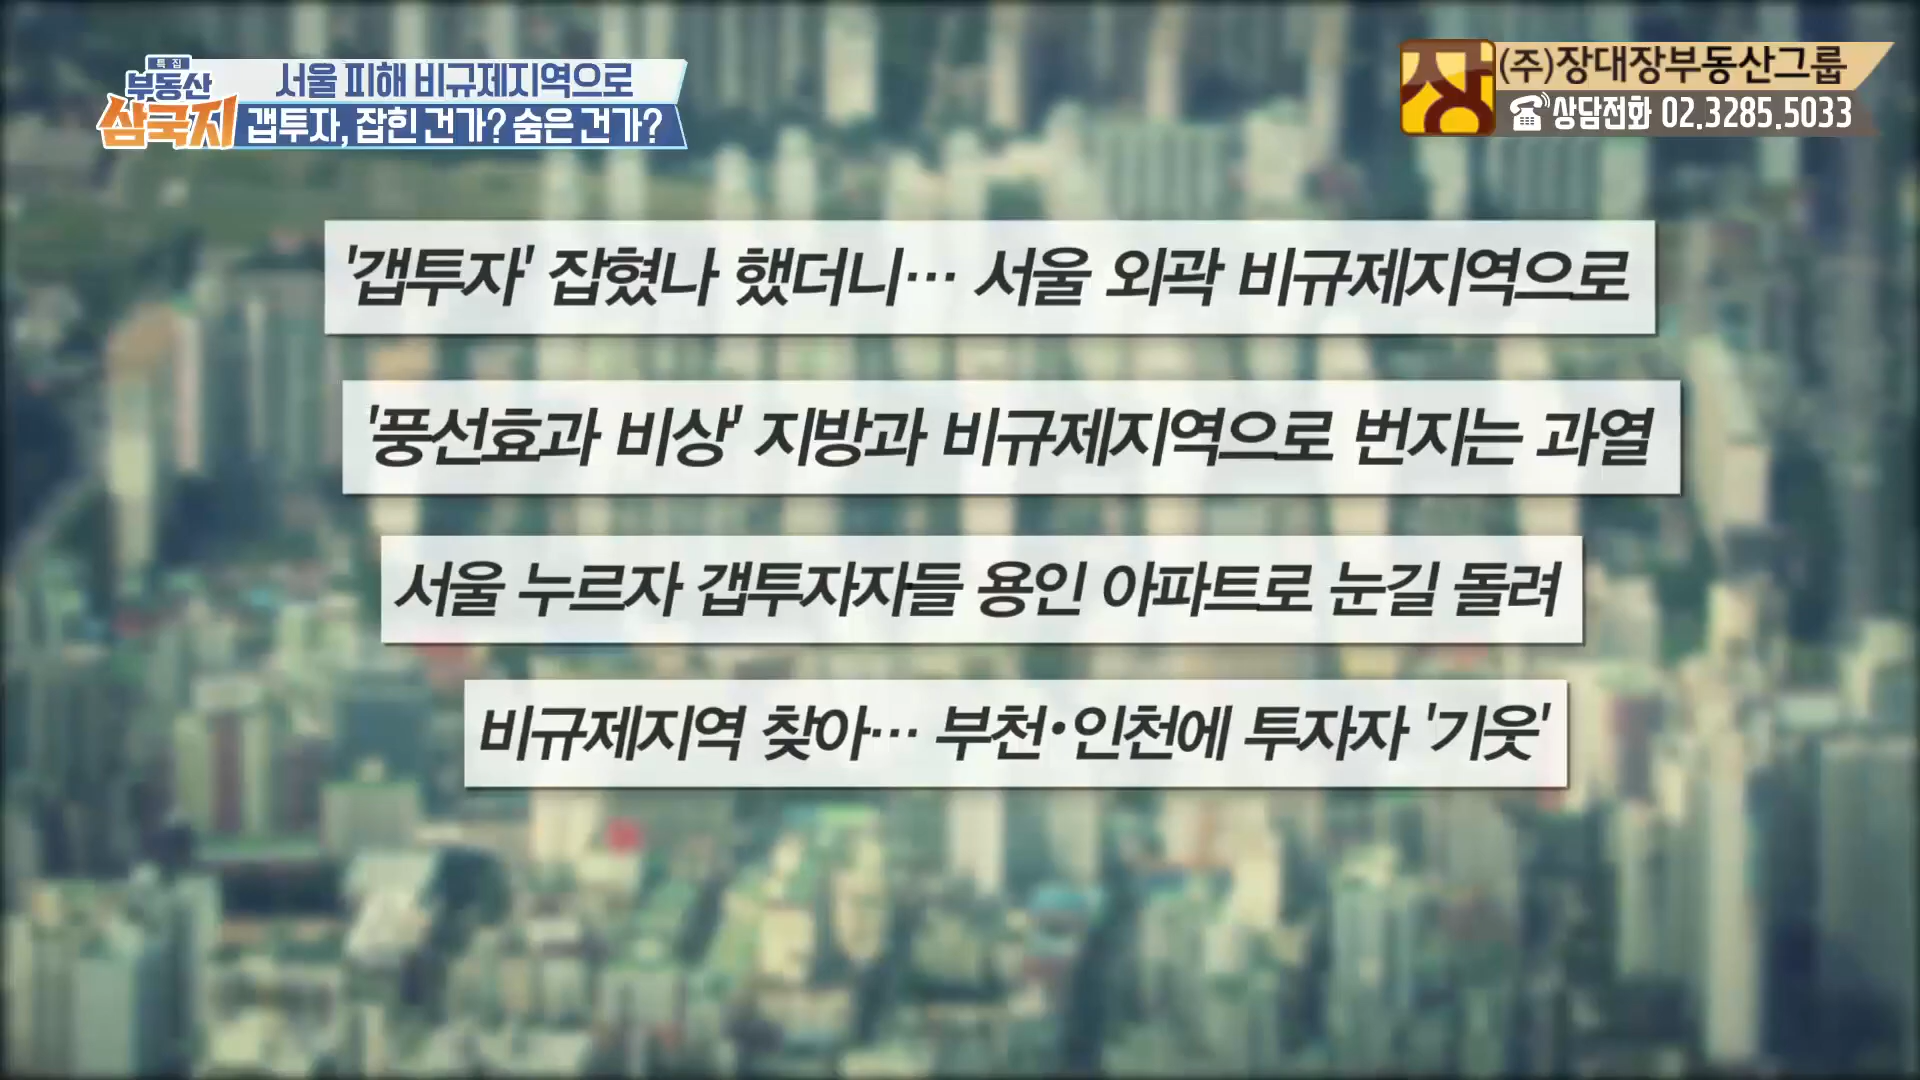 특집
부동산
삼국지
서울 피해 비규제지역으로
갭투자, 잡힌 건가? 숨은 건가?
장
(주)장대장부동산그룹
상담전화 02.3285.5033
'갭투자' 잡혔나 했더니… 서울 외곽 비규제지역으로
'풍선효과 비상' 지방과 비규제지역으로 번지는 과열
서울 누르자 갭투자자들 용인 아파트로 눈길 돌려
비규제지역 찾아… 부천·인천에 투자자 '기웃'